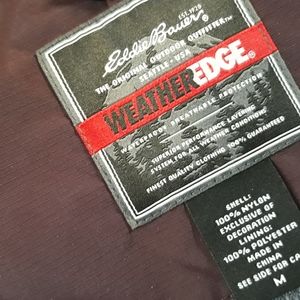 EST. 1920
Eddie Bauer
THE ORIGINAL OUTDOOR OUTFITTER™
SEATTLE · USA
WEATHEREDGE®
WATERPROOF BREATHABLE PROTECTION
SUPERIOR PERFORMANCE LAYERING
SYSTEM FOR ALL WEATHER CONDITIONS
FINEST QUALITY CLOTHING 100% GUARANTEED
SHELL:
100% NYLON
EXCLUSIVE OF
DECORATION
LINING:
100% POLYESTER
MADE IN
CHINA
SEE SIDE FOR CA
M